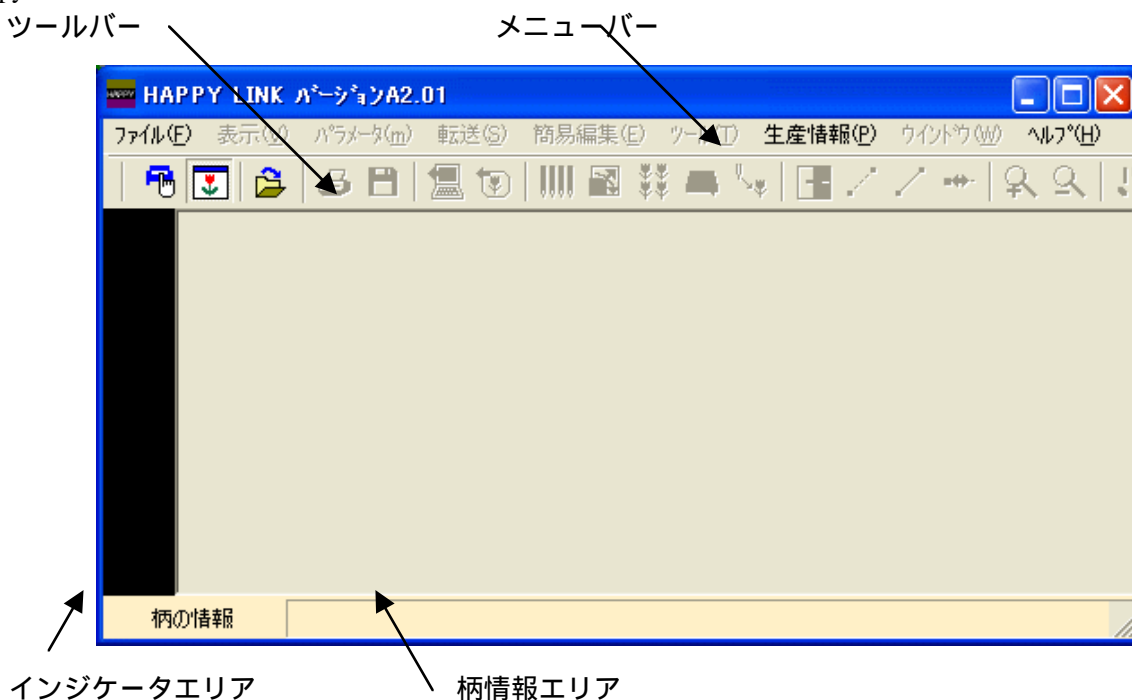 ツールバー
メニューバー
HAPPY LINK ﾊﾞｰｼﾞｮﾝA2.01
ﾌｧｲﾙ(F) 表示(V) ﾊﾟﾗﾒｰﾀ(m) 転送(S) 簡易編集(E) ﾂｰﾙ(T) 生産情報(P) ｳｲﾝﾄﾞｳ(W) ﾍﾙﾌﾟ(H)
柄の情報
インジケータエリア
柄情報エリア